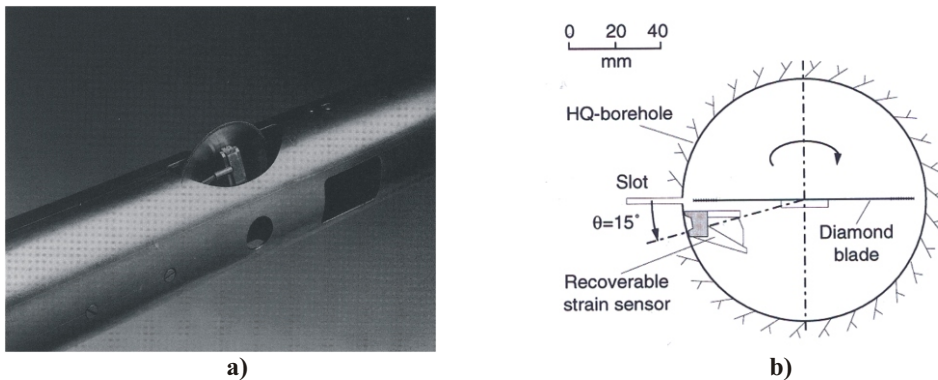 0 20 40
mm
HQ-borehole
Slot
θ=15°
Diamond
blade
Recoverable
strain sensor
a)
b)